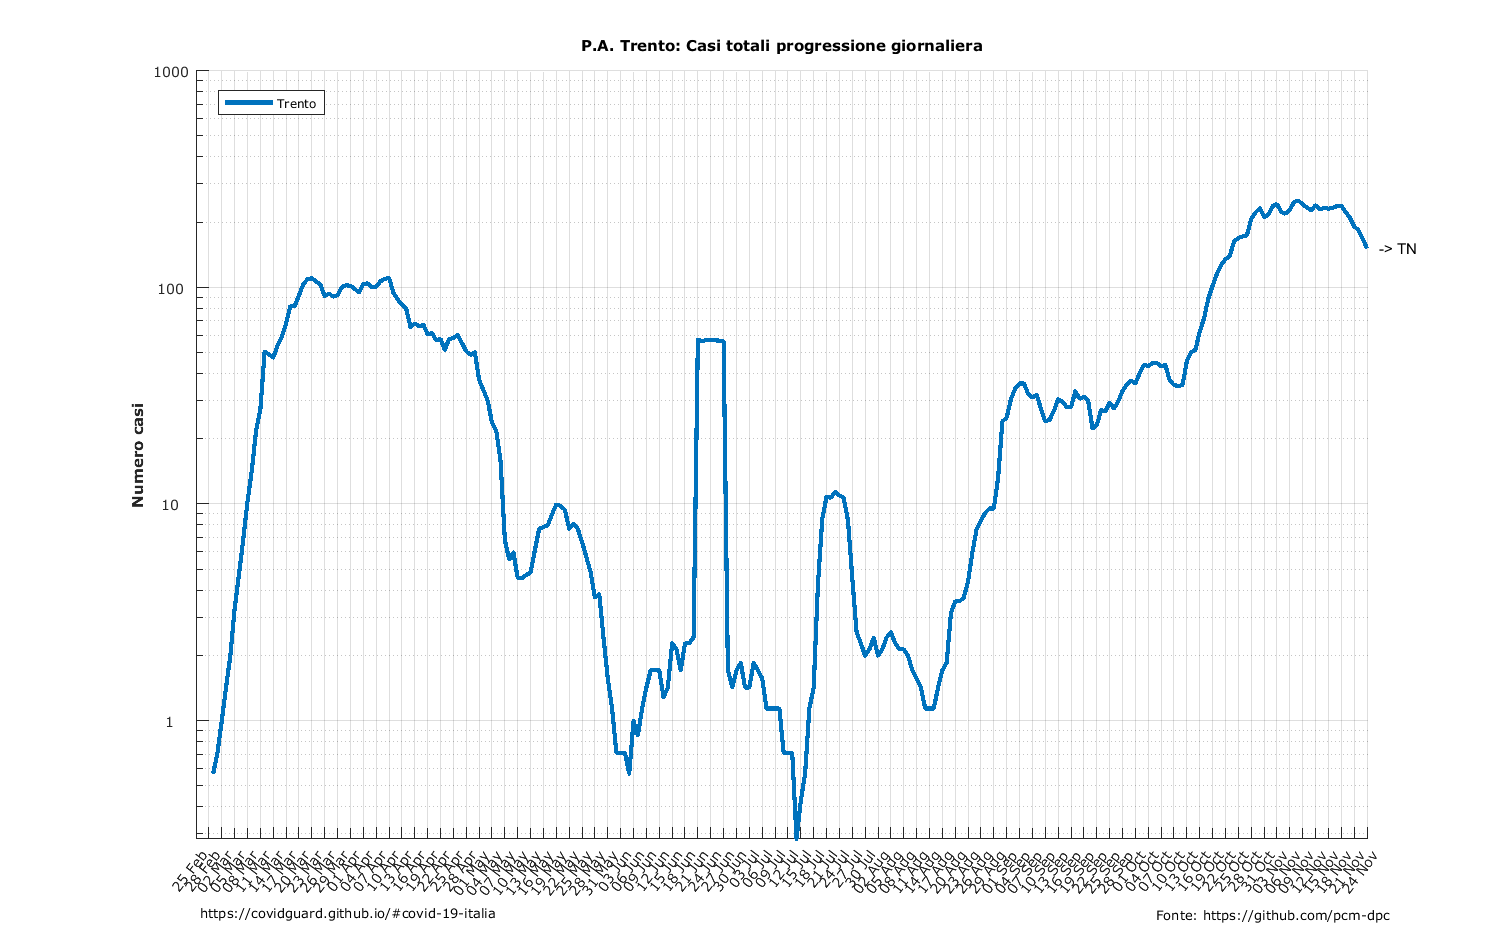 P.A. Trento: Casi totali progressione giornaliera
Trento
Numero casi
1000
100
10
1
-> TN
25 Feb
28 Feb
02 Mar
05 Mar
08 Mar
11 Mar
14 Mar
17 Mar
20 Mar
23 Mar
26 Mar
29 Mar
01 Apr
04 Apr
07 Apr
10 Apr
13 Apr
16 Apr
19 Apr
22 Apr
25 Apr
28 Apr
01 May
04 May
07 May
10 May
13 May
16 May
19 May
22 May
25 May
28 May
31 May
03 Jun
06 Jun
09 Jun
12 Jun
15 Jun
18 Jun
21 Jun
24 Jun
27 Jun
30 Jun
03 Jul
06 Jul
09 Jul
12 Jul
15 Jul
18 Jul
21 Jul
24 Jul
27 Jul
30 Jul
02 Aug
05 Aug
08 Aug
11 Aug
14 Aug
17 Aug
20 Aug
23 Aug
26 Aug
29 Aug
01 Sep
04 Sep
07 Sep
10 Sep
13 Sep
16 Sep
19 Sep
22 Sep
25 Sep
28 Sep
01 Oct
04 Oct
07 Oct
10 Oct
13 Oct
16 Oct
19 Oct
22 Oct
25 Oct
28 Oct
31 Oct
03 Nov
06 Nov
09 Nov
12 Nov
15 Nov
18 Nov
21 Nov
24 Nov
https://covidguard.github.io/#covid-19-italia
Fonte: https://github.com/pcm-dpc